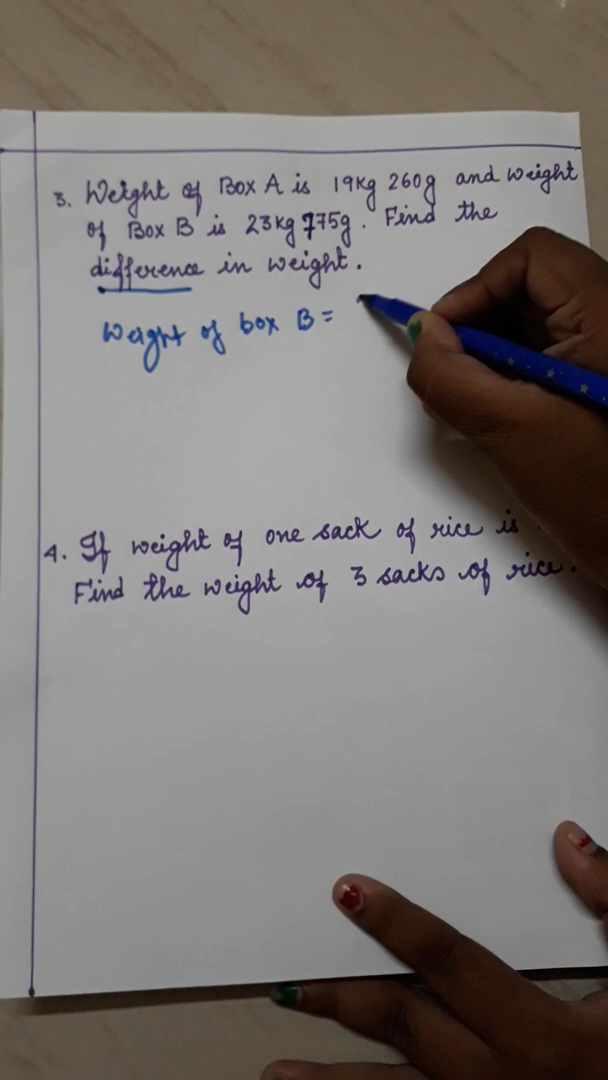 3. Weight of Box A is 19kg 260g and weight
of Box B is 23kg 775g. Find the
difference in weight.
Weight of box B =
4. If weight of one sack of rice is
Find the weight of 3 sacks of rice.